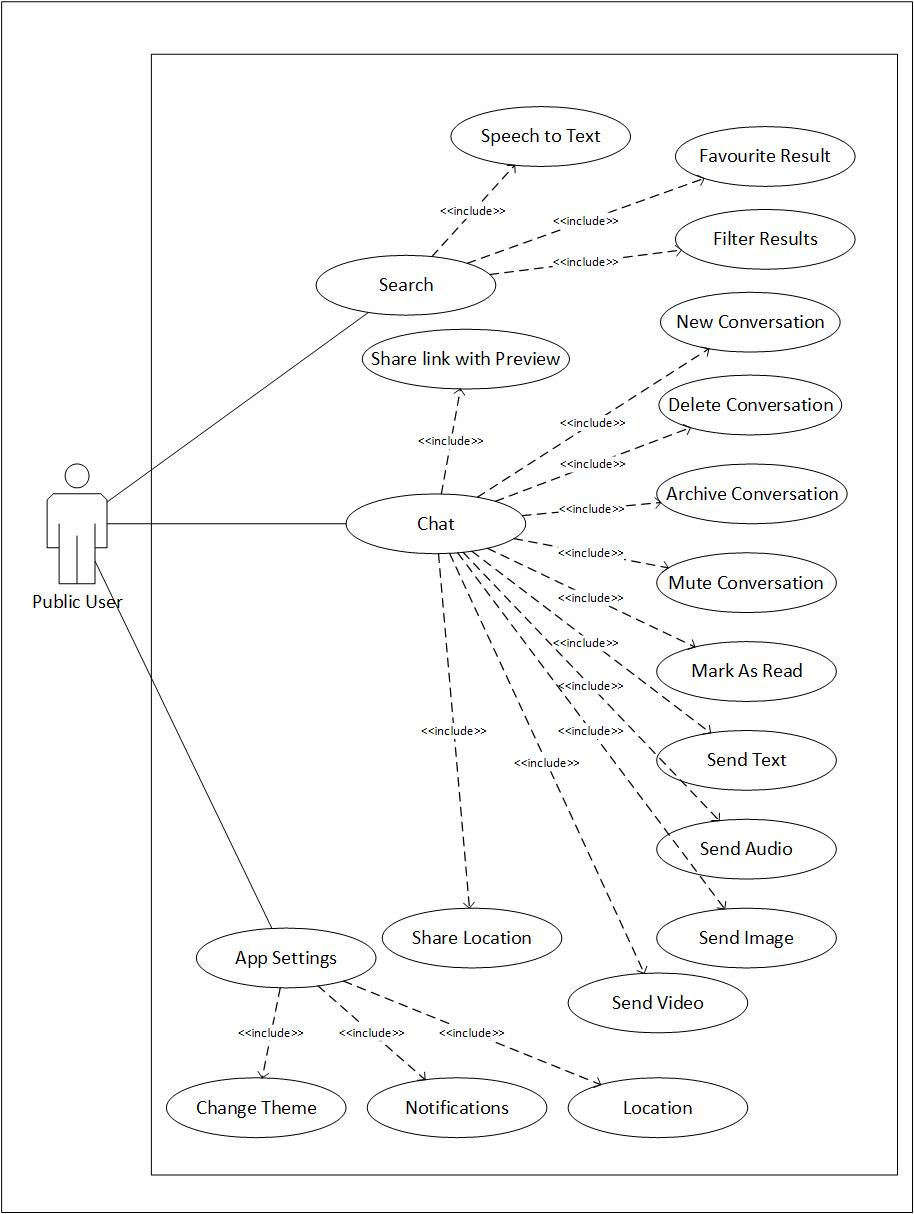 Speech to Text
Favourite Result
<<include>>
<<include>>
Filter Results
<<include>>
Search
New Conversation
Share link with Preview
Delete Conversation
<<include>>
<<include>>
<<include>>
Archive Conversation
<<include>>
Chat
<<include>>
Mute Conversation
<<include>>
Public User
<<include>>
Mark As Read
<<include>>
<<include>>
<<include>>
Send Text
<<include>>
Send Audio
Share Location
Send Image
App Settings
Send Video
<<include>>
<<include>>
<<include>>
Change Theme
Notifications
Location